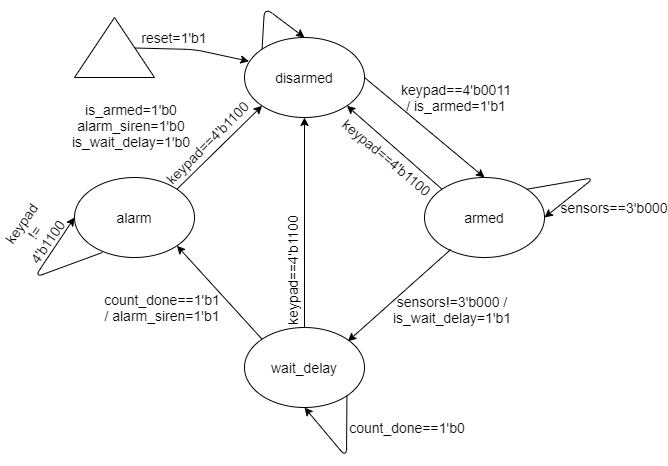 reset=1'b1
disarmed
keypad==4'b0011
/ is_armed=1'b1
is_armed=1'b0
alarm_siren=1'b0
is_wait_delay=1'b0
keypad==4'b1100
keypad==4'b1100
keypad
!=
4'b1100
alarm
armed
sensors==3'b000
keypad==4'b1100
count_done==1'b1
/ alarm_siren=1'b1
sensors!=3'b000 /
is_wait_delay=1'b1
wait_delay
count_done==1'b0